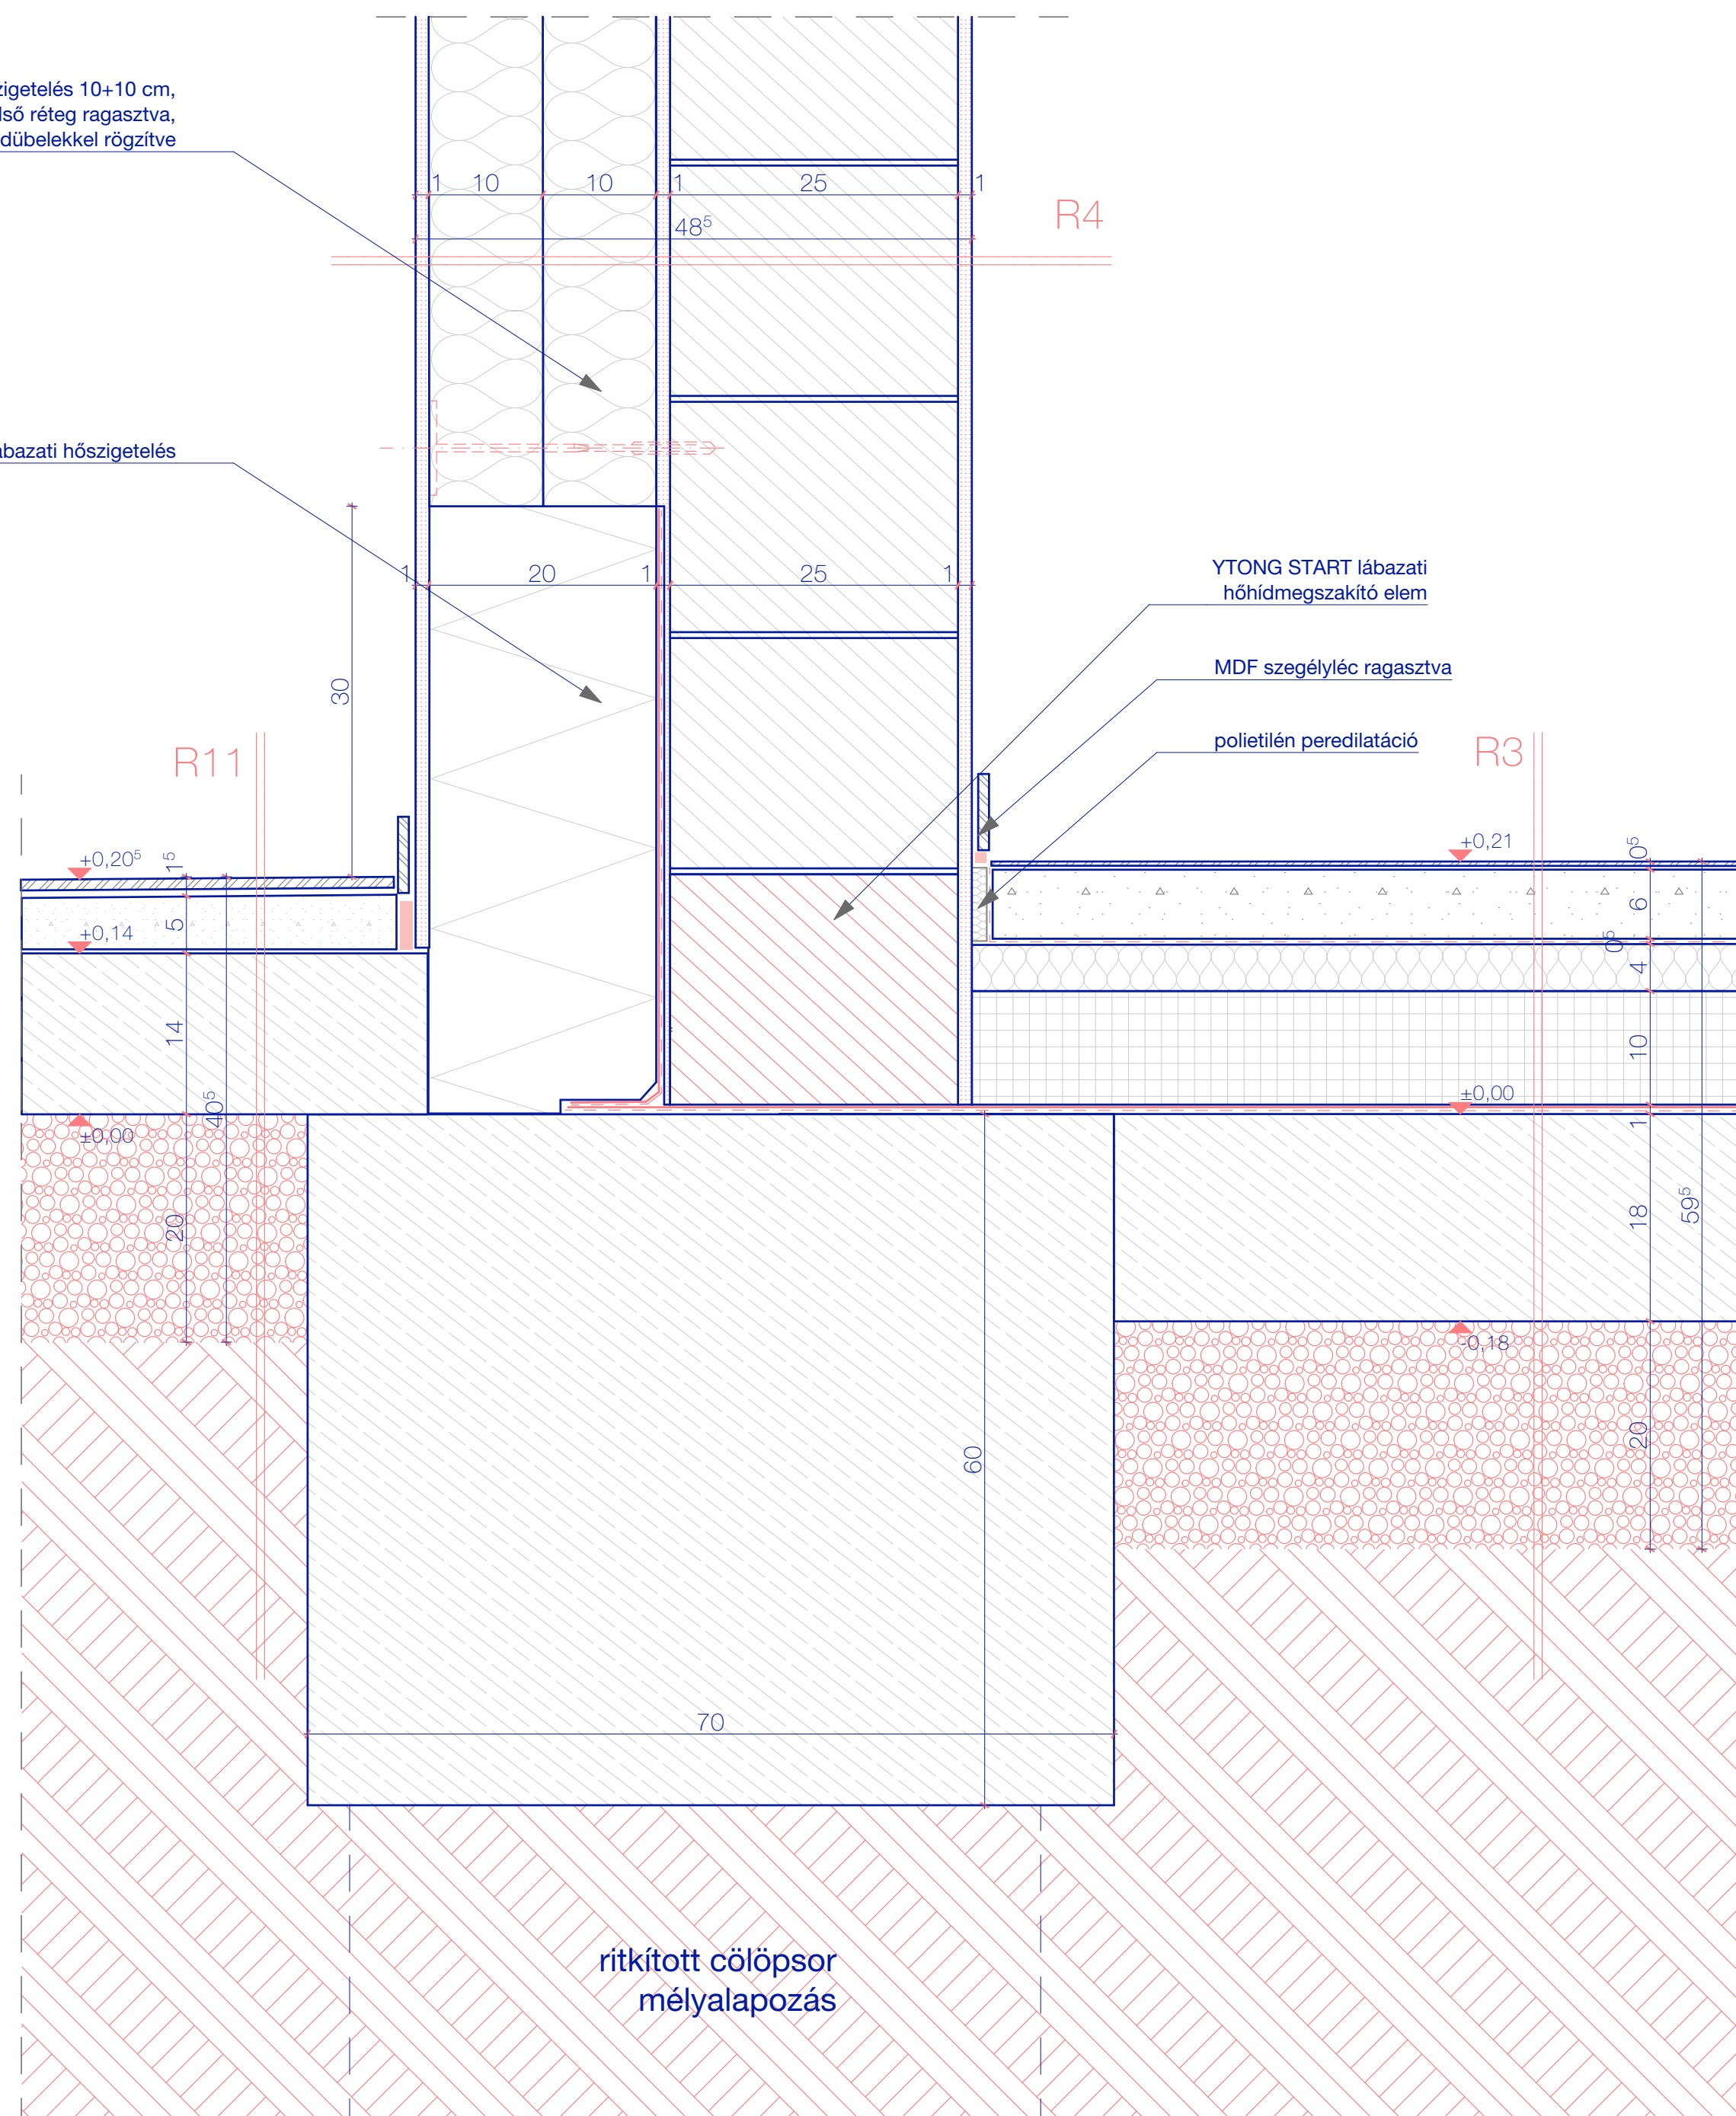 zigetelés 10+10 cm,
lső réteg ragasztva,
dübelekkel rögzítve
1 10 10 1 25 1
48⁵
R4
ábazati hőszigetelés
1 20 1 25 1
30
YTONG START lábazati
hőhídmegszakító elem
MDF szegélyléc ragasztva
polietilén peredilatáció
R11
R3
+0,20⁵
1⁵
5
+0,14
14
40⁵
±0,00
20
+0,21
0⁵
6
0⁵
4
10
±0,00
1
18
59⁵
-0,18
20
60
70
ritkított cölöpsor
mélyalapozás